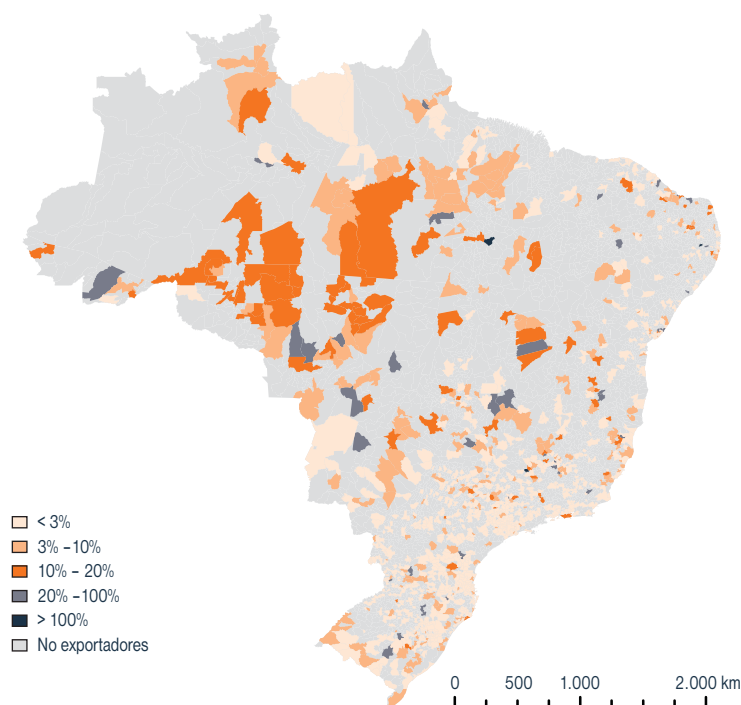 < 3%
3% –10%
10% – 20%
20% –100%
> 100%
No exportadores
0 500 1.000 2.000 km